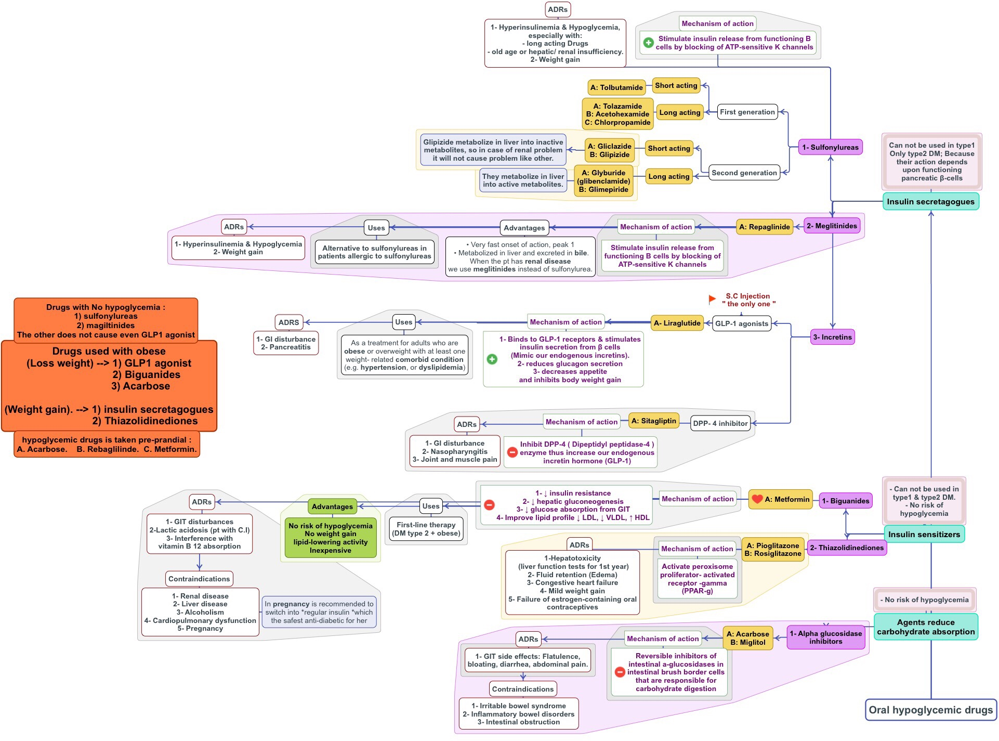 ADRs
1- Hyperinsulinemia & Hypoglycemia,
especially with:
- long acting Drugs
- old age or hepatic/ renal insufficiency.
2- Weight gain
Mechanism of action
Stimulate insulin release from functioning B
cells by blocking of ATP-sensitive K channels
A: Tolbutamide
Short acting
A: Tolazamide
B: Acetohexamide
C: Chlorpropamide
Long acting
First generation
Glipizide metabolize in liver into inactive
metabolites, so in case of renal problem
it will not cause problem like other.
A: Gliclazide
B: Glipizide
Short acting
They metabolize in liver
into active metabolites.
A: Glyburide
(glibenclamide)
B: Glimepiride
Long acting
Second generation
1- Sulfonylureas
Can not be used in type1
Only type2 DM; Because
their action depends
upon functioning
pancreatic β-cells
Insulin secretagogues
ADRs
1- Hyperinsulinemia & Hypoglycemia
2- Weight gain
Uses
Alternative to sulfonylureas in
patients allergic to sulfonylureas
Advantages
• Very fast onset of action, peak 1
• Metabolized in liver and excreted in bile.
When the pt has renal disease
we use meglitinides instead of sulfonylurea.
Mechanism of action
Stimulate insulin release from
functioning B cells by blocking of
ATP-sensitive K channels
A: Repaglinide
2- Meglitinides
Drugs with No hypoglycemia :
1) sulfonylureas
2) magiltinides
The other does not cause even GLP1 agonist
Drugs used with obese
(Loss weight) --> 1) GLP1 agonist
2) Biguanides
3) Acarbose
(Weight gain). --> 1) insulin secretagogues
2) Thiazolidinediones
hypoglycemic drugs is taken pre-prandial :
A. Acarbose. B. Rebaglilinde. C. Metformin.
ADRS
1- GI disturbance
2- Pancreatitis
Uses
As a treatment for adults who are
obese or overweight with at least one
weight- related comorbid condition
(e.g. hypertension, or dyslipidemia)
Mechanism of action
1- Binds to GLP-1 receptors & stimulates
insulin secretion from β cells
(Mimic our endogenous incretins).
2- reduces glucagon secretion
3- decreases appetite
and inhibits body weight gain
A- Liraglutide
S.C Injection
" the only one "
GLP-1 agonists
3- Incretins
ADRs
1- GI disturbance
2- Nasopharyngitis
3- Joint and muscle pain
Mechanism of action
Inhibit DPP-4 ( Dipeptidyl peptidase-4 )
enzyme thus increase our endogenous
incretin hormone (GLP-1)
A: Sitagliptin
DPP- 4 inhibitor
ADRs
1- GIT disturbances
2-Lactic acidosis (pt with C.I)
3- Interference with
vitamin B 12 absorption
Contraindications
1- Renal disease
2- Liver disease
3- Alcoholism
4- Cardiopulmonary dysfunction
5- Pregnancy
In pregnancy is recommended to
switch into *regular insulin *which
the safest anti-diabetic for her
Advantages
No risk of hypoglycemia
No weight gain
lipid-lowering activity
Inexpensive
Uses
First-line therapy
(DM type 2 + obese)
1- ↓ insulin resistance
2- ↓ hepatic gluconeogenesis
3- ↓ glucose absorption from GIT
4- Improve lipid profile ↓ LDL, ↓ VLDL, ↑ HDL
Mechanism of action
A: Metformin
1- Biguanides
- Can not be used in
type1 & type2 DM.
- No risk of
hypoglycemia
Insulin sensitizers
ADRs
1-Hepatotoxicity
(liver function tests for 1st year)
2- Fluid retention (Edema)
3- Congestive heart failure
4- Mild weight gain
5- Failure of estrogen-containing oral
contraceptives
Mechanism of action
Activate peroxisome
proliferator- activated
receptor -gamma
(PPAR-g)
A: Pioglitazone
B: Rosiglitazone
2- Thiazolidinediones
- No risk of hypoglycemia
Agents reduce
carbohydrate absorption
ADRs
1- GIT side effects: Flatulence,
bloating, diarrhea, abdominal pain.
Contraindications
1- Irritable bowel syndrome
2- Inflammatory bowel disorders
3- Intestinal obstruction
Mechanism of action
Reversible inhibitors of
intestinal a-glucosidases in
intestinal brush border cells
that are responsible for
carbohydrate digestion
A: Acarbose
B: Miglitol
1- Alpha glucosidase
inhibitors
Oral hypoglycemic drugs